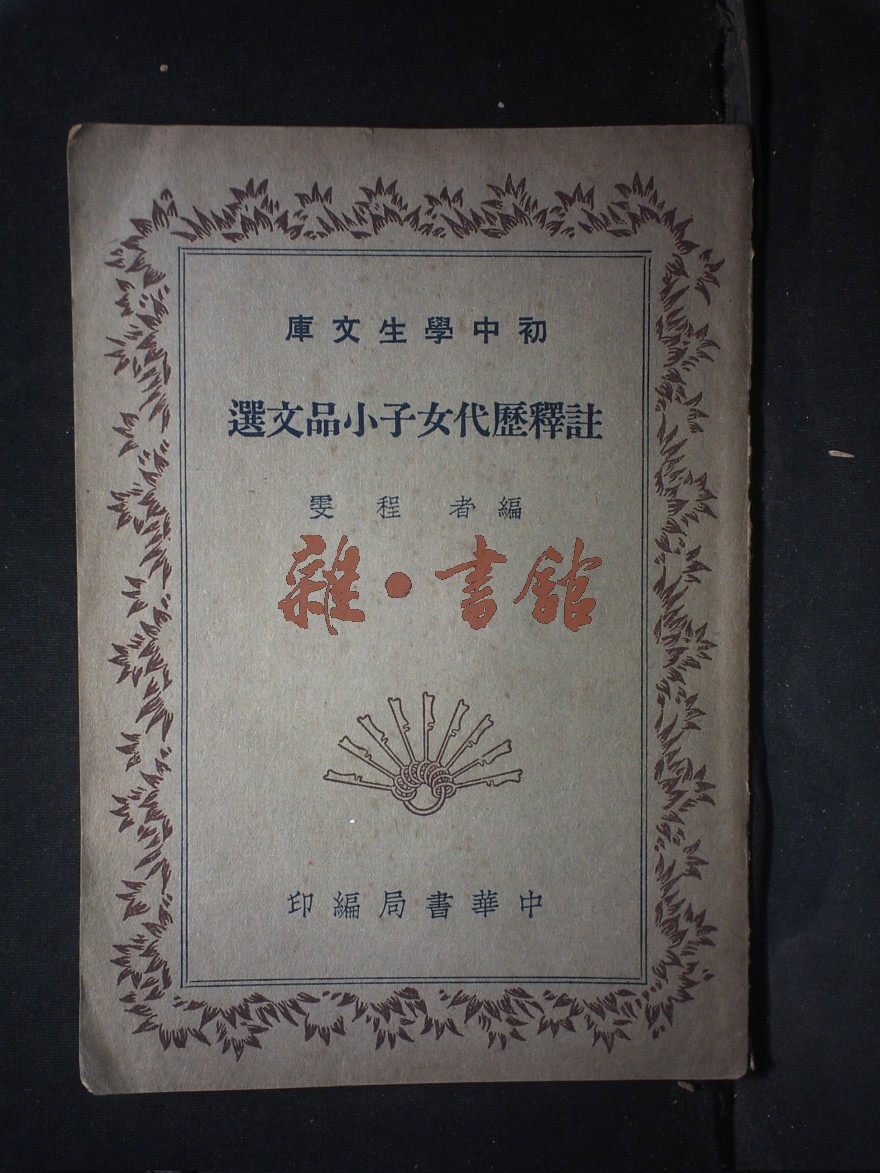 初中學生文庫
註釋歷代女子小品文選
編者 程雯
雜·書館
中華書局編印